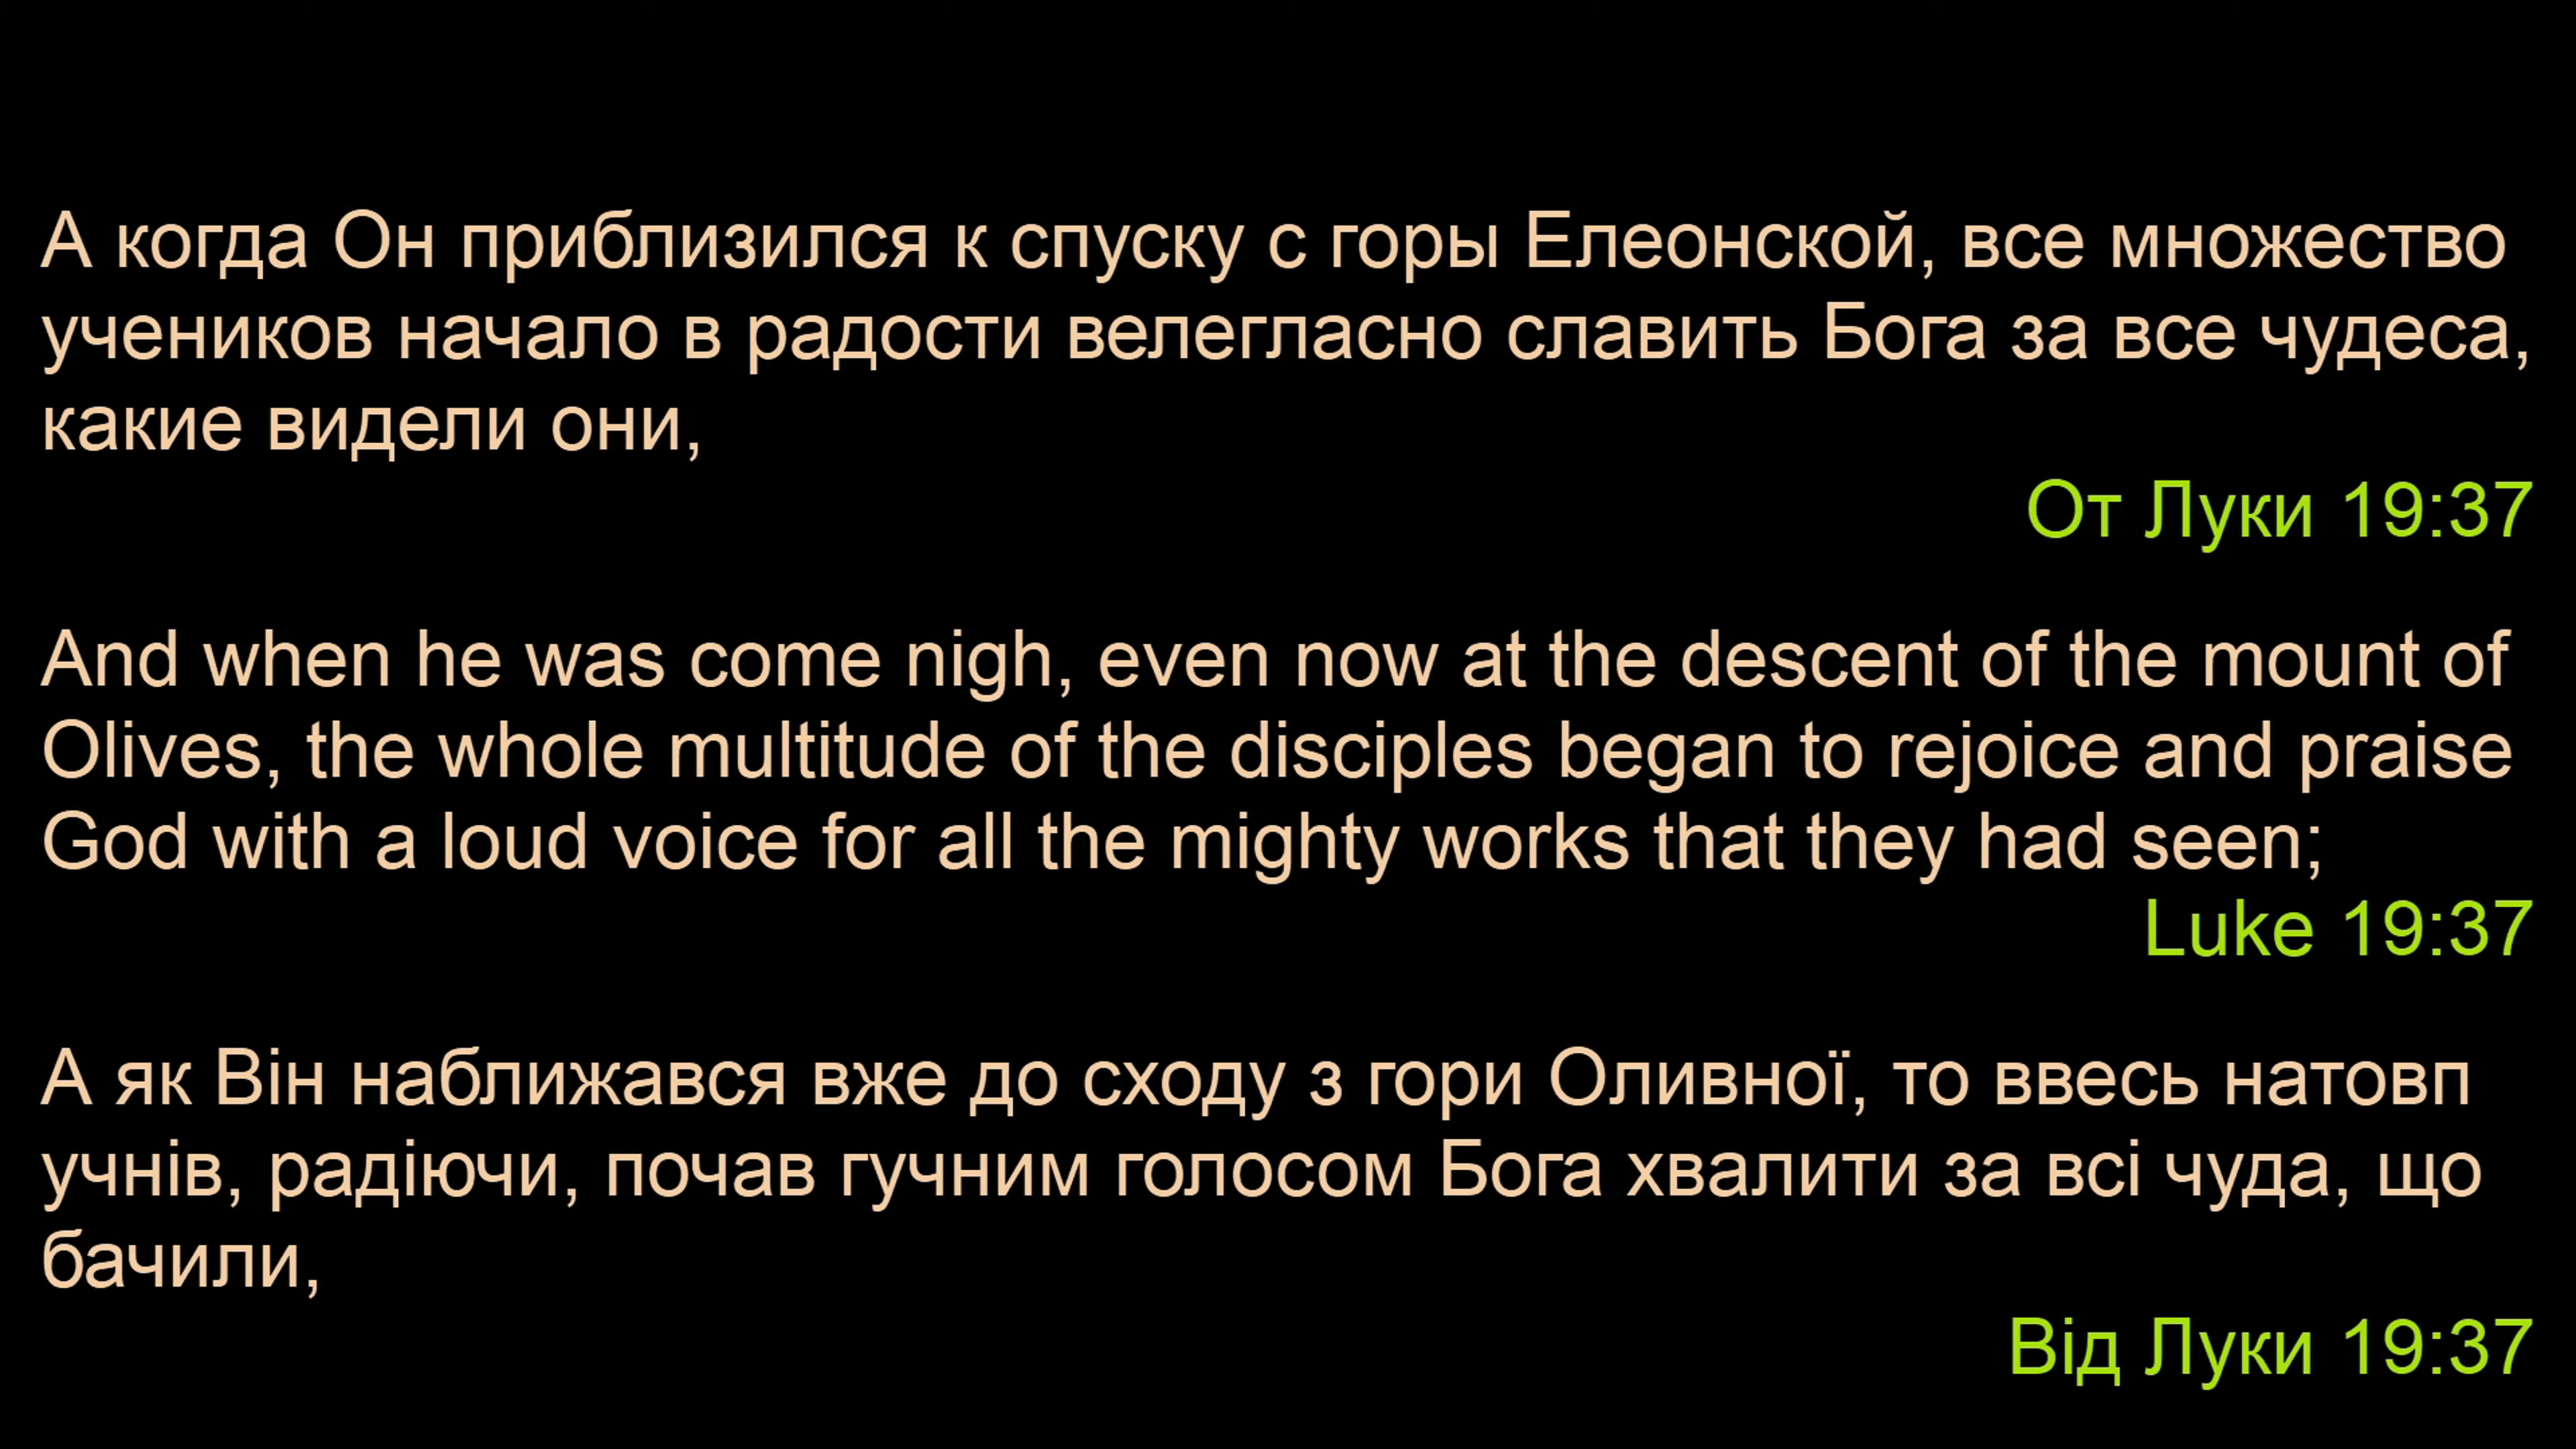 А когда Он приблизился к спуску с горы Елеонской, все множество
учеников начало в радости велегласно славить Бога за все чудеса,
какие видели они,
От Луки 19:37
And when he was come nigh, even now at the descent of the mount of
Olives, the whole multitude of the disciples began to rejoice and praise
God with a loud voice for all the mighty works that they had seen;
Luke 19:37
А як Він наближався вже до сходу з гори Оливної, то ввесь натовп
учнів, радіючи, почав гучним голосом Бога хвалити за всі чуда, що
бачили,
Від Луки 19:37